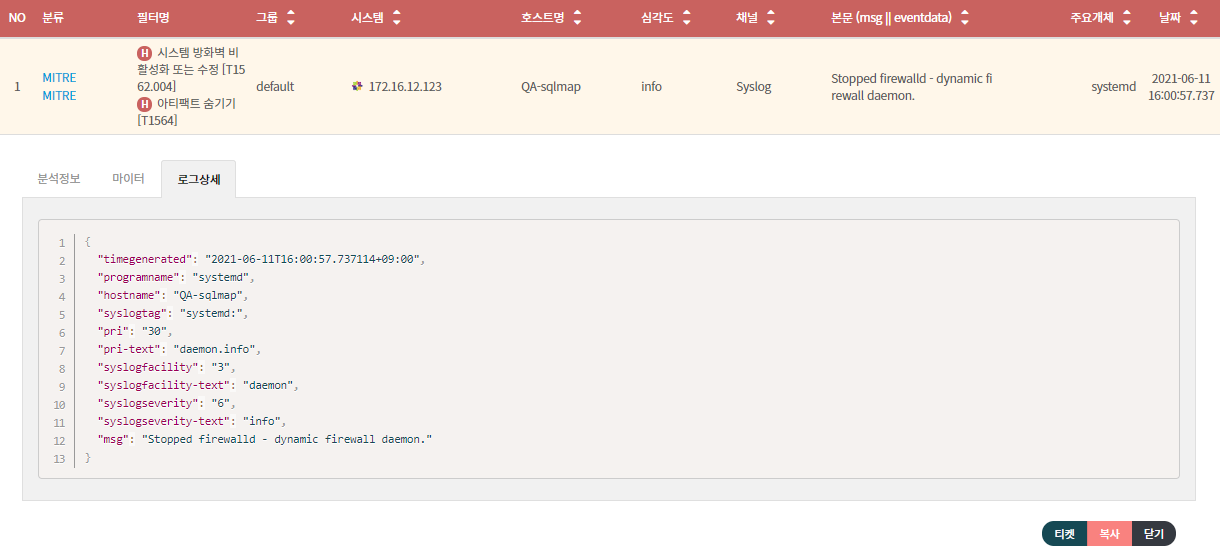 NO 분류 필터명 그룹 시스템 호스트명 심각도 채널 본문 (msg || eventdata) 주요개체 날짜
H 시스템 방화벽 비
활성화 또는 수정 [T15
62.004]
H 아티팩트 숨기기
[T1564]
1
MITRE
MITRE
default
172.16.12.123
QA-sqlmap
info
Syslog
Stopped firewalld - dynamic fi
rewall daemon.
systemd
2021-06-11
16:00:57.737
분석정보 마이터 로그상세
1 {
2 "timegenerated": "2021-06-11T16:00:57.737114+09:00",
3 "programname": "systemd",
4 "hostname": "QA-sqlmap",
5 "syslogtag": "systemd:",
6 "pri": "30",
7 "pri-text": "daemon.info",
8 "syslogfacility": "3",
9 "syslogfacility-text": "daemon",
10 "syslogseverity": "6",
11 "syslogseverity-text": "info",
12 "msg": "Stopped firewalld - dynamic firewall daemon."
13 }
티켓 복사 닫기